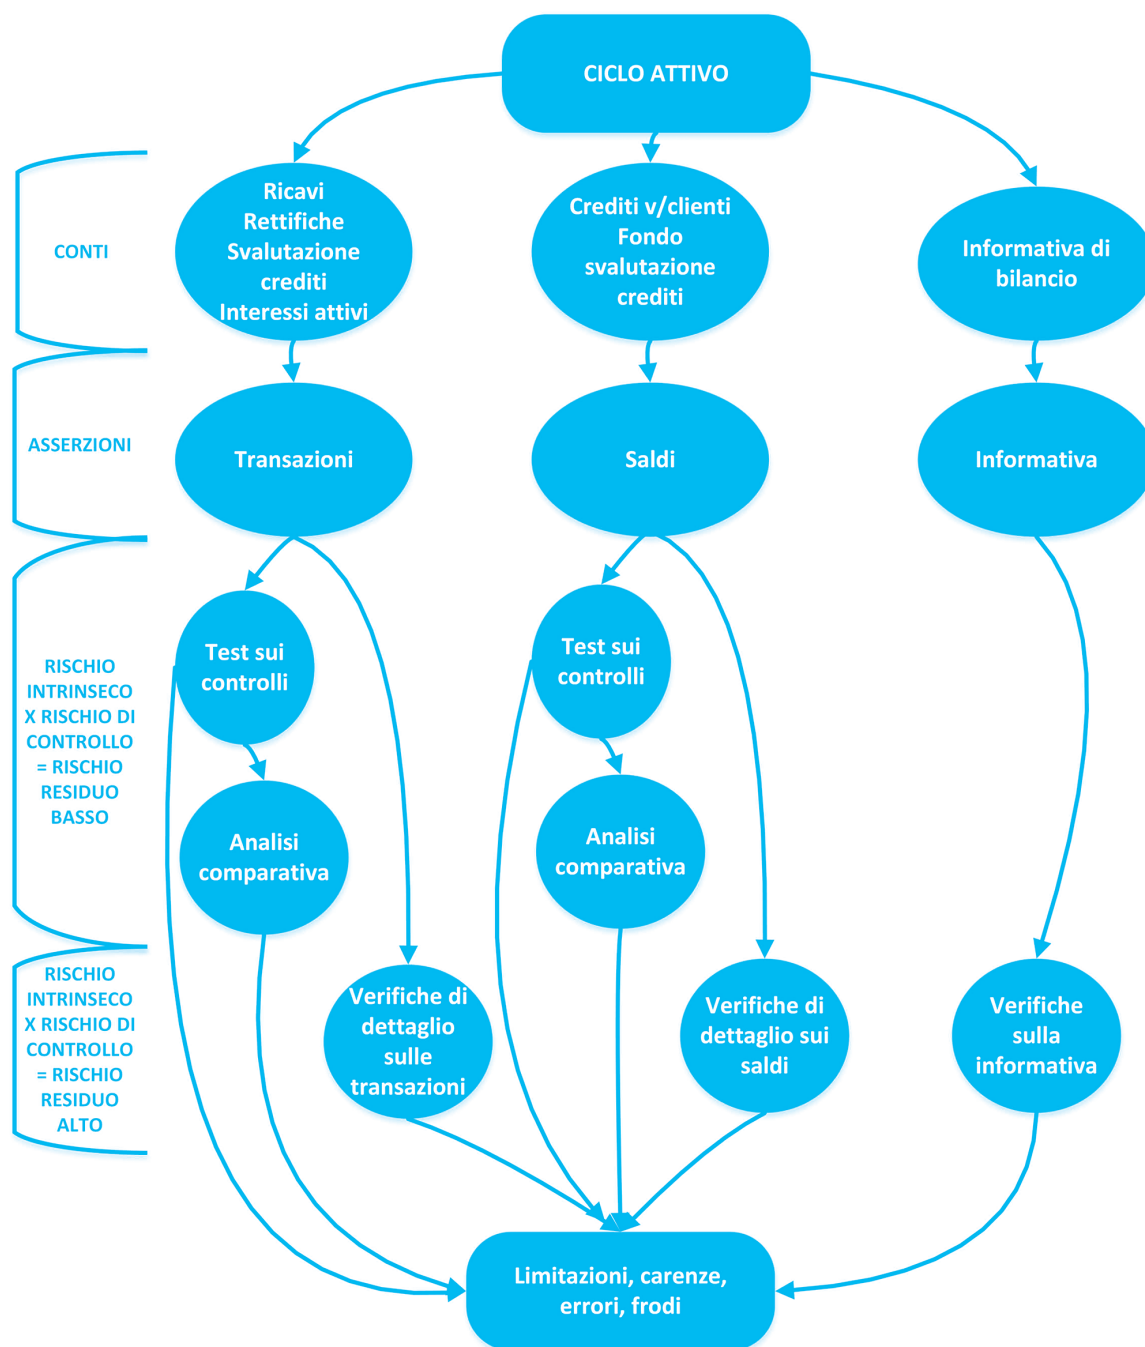 CICLO ATTIVO
CONTI
Ricavi
Rettifiche
Svalutazione
crediti
Interessi attivi
Crediti v/clienti
Fondo
svalutazione
crediti
Informativa di
bilancio
ASSERZIONI
Transazioni
Saldi
Informativa
RISCHIO
INTRINSECO
X RISCHIO DI
CONTROLLO
= RISCHIO
RESIDUO
BASSO
Test sui
controlli
Test sui
controlli
Analisi
comparativa
Analisi
comparativa
RISCHIO
INTRINSECO
X RISCHIO DI
CONTROLLO
= RISCHIO
RESIDUO
ALTO
Verifiche di
dettaglio
sulle
transazioni
Verifiche di
dettaglio sui
saldi
Verifiche
sulla
informativa
Limitazioni, carenze,
errori, frodi